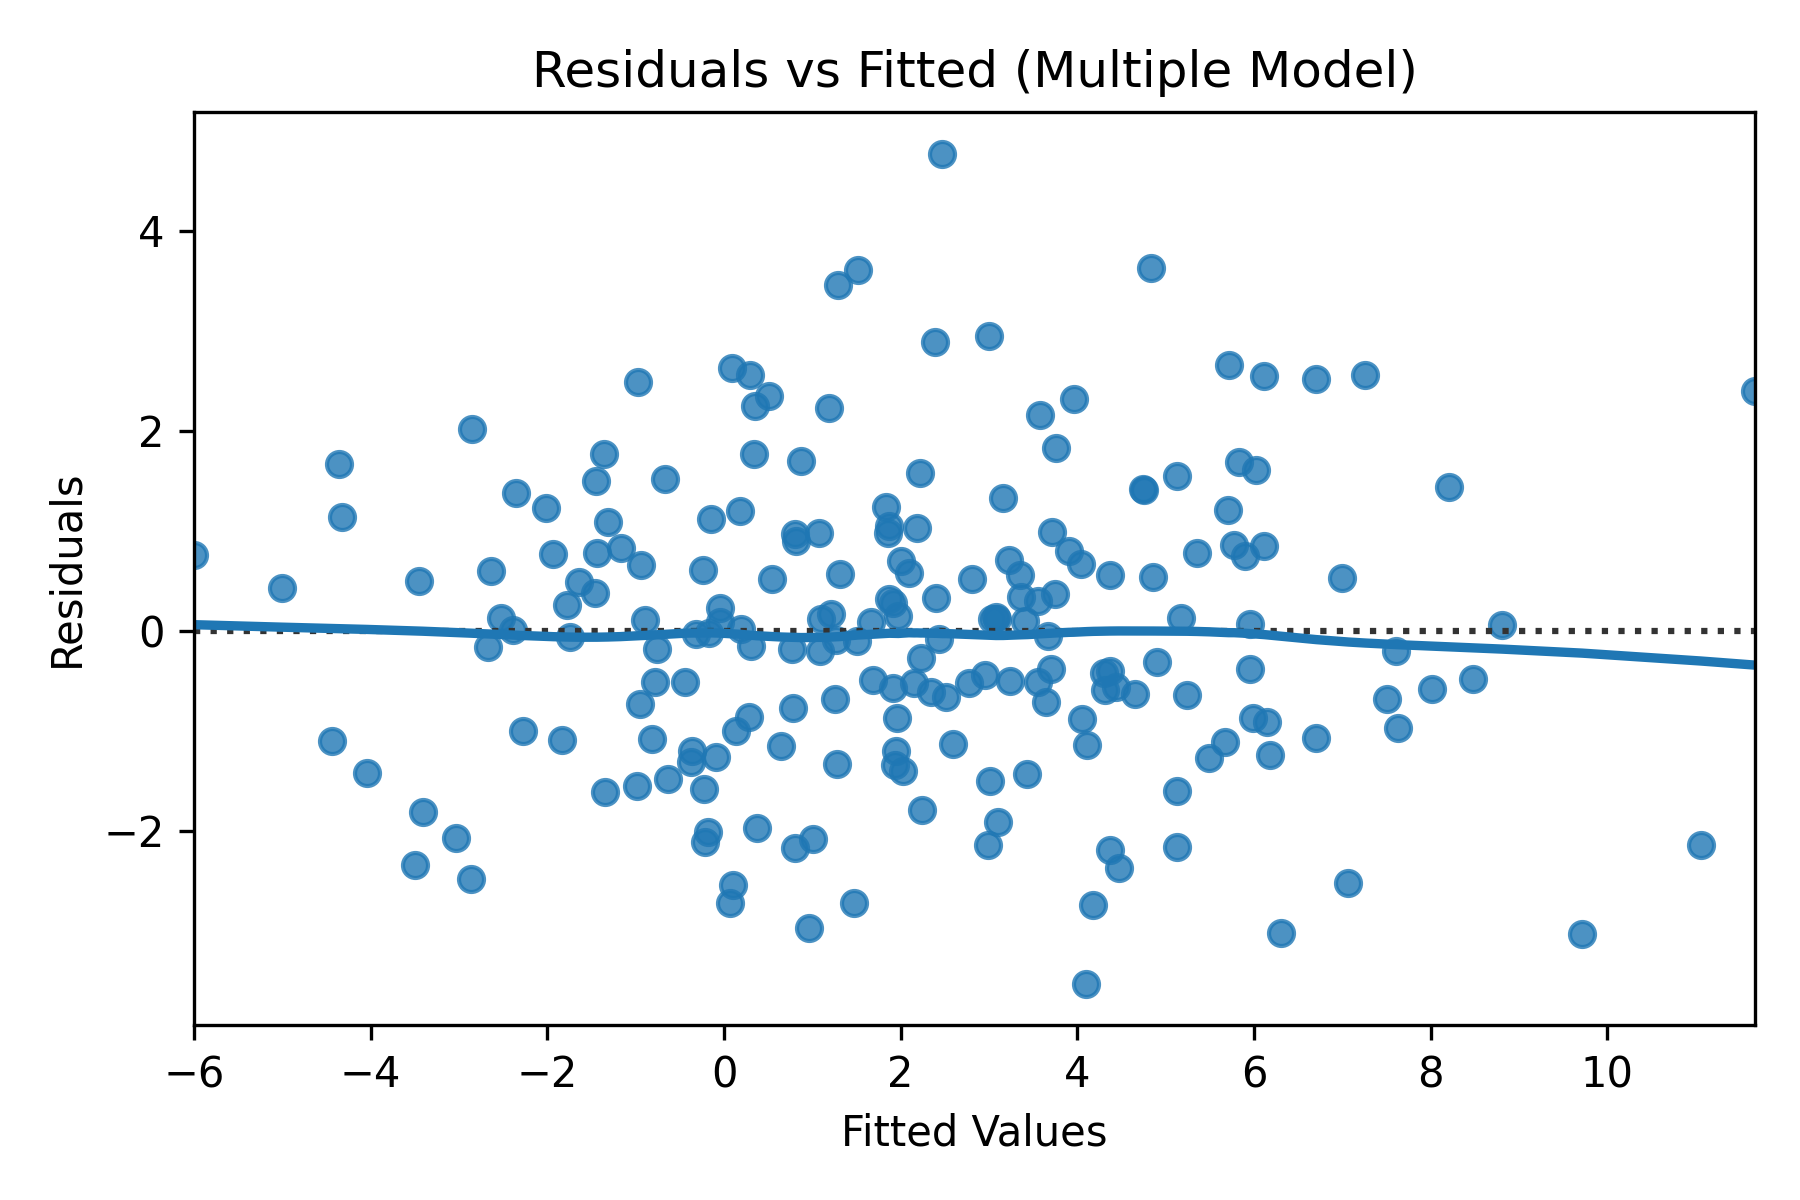 Residuals vs Fitted (Multiple Model)
4
2
0
−2
Residuals
−6 −4 −2 0 2 4 6 8 10
Fitted Values